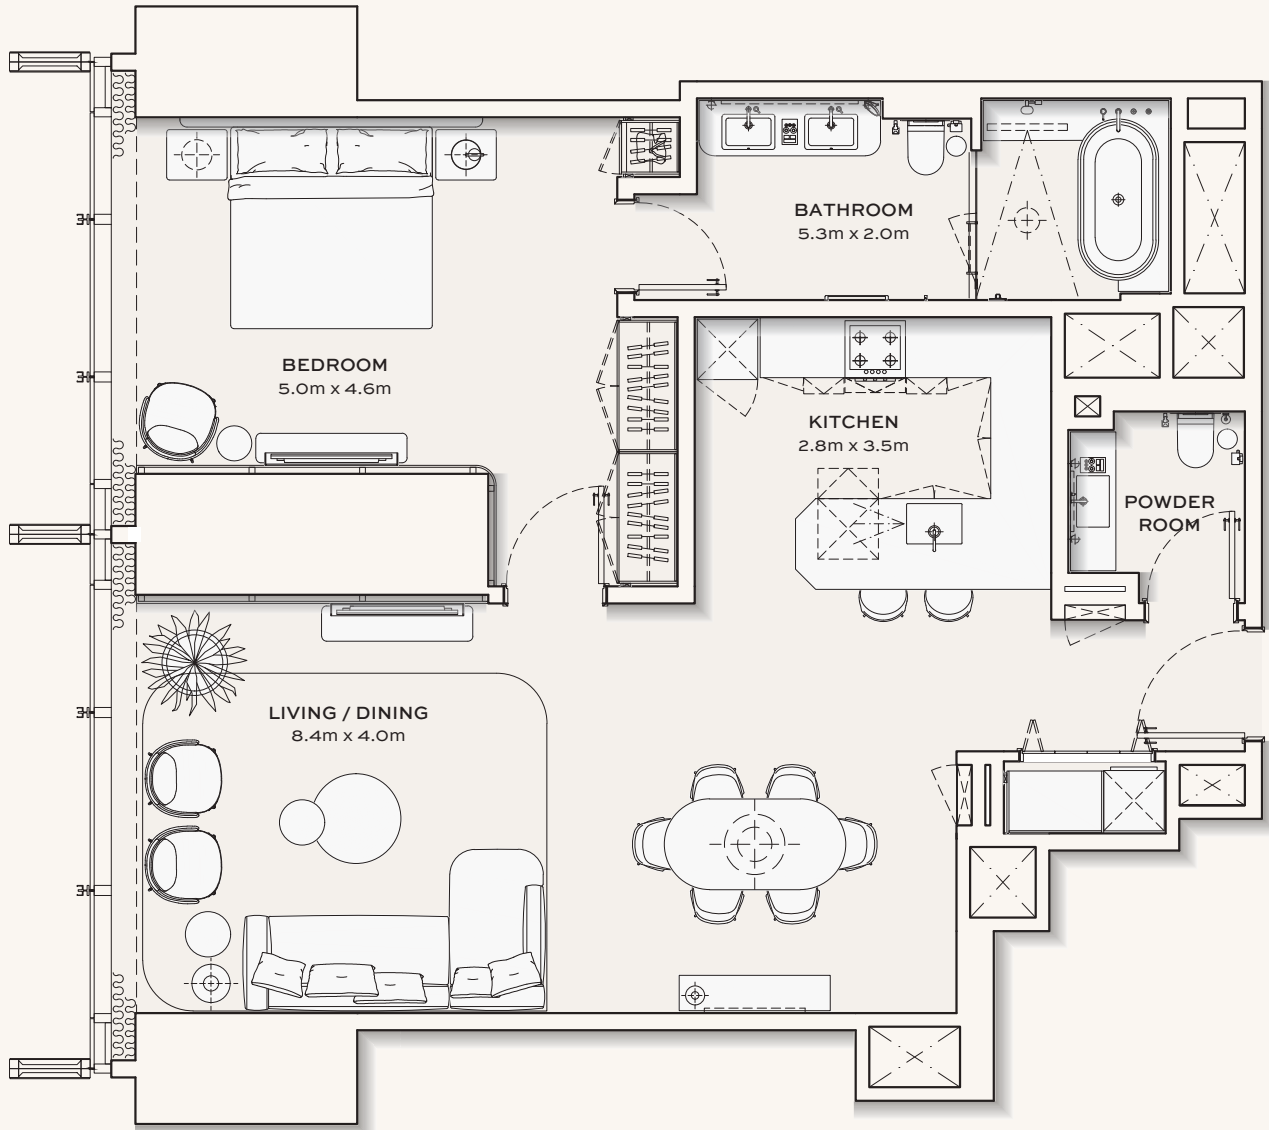 BATHROOM
5.3m x 2.0m
BEDROOM
5.0m x 4.6m
KITCHEN
2.8m x 3.5m
POWDER
ROOM
LIVING / DINING
8.4m x 4.0m